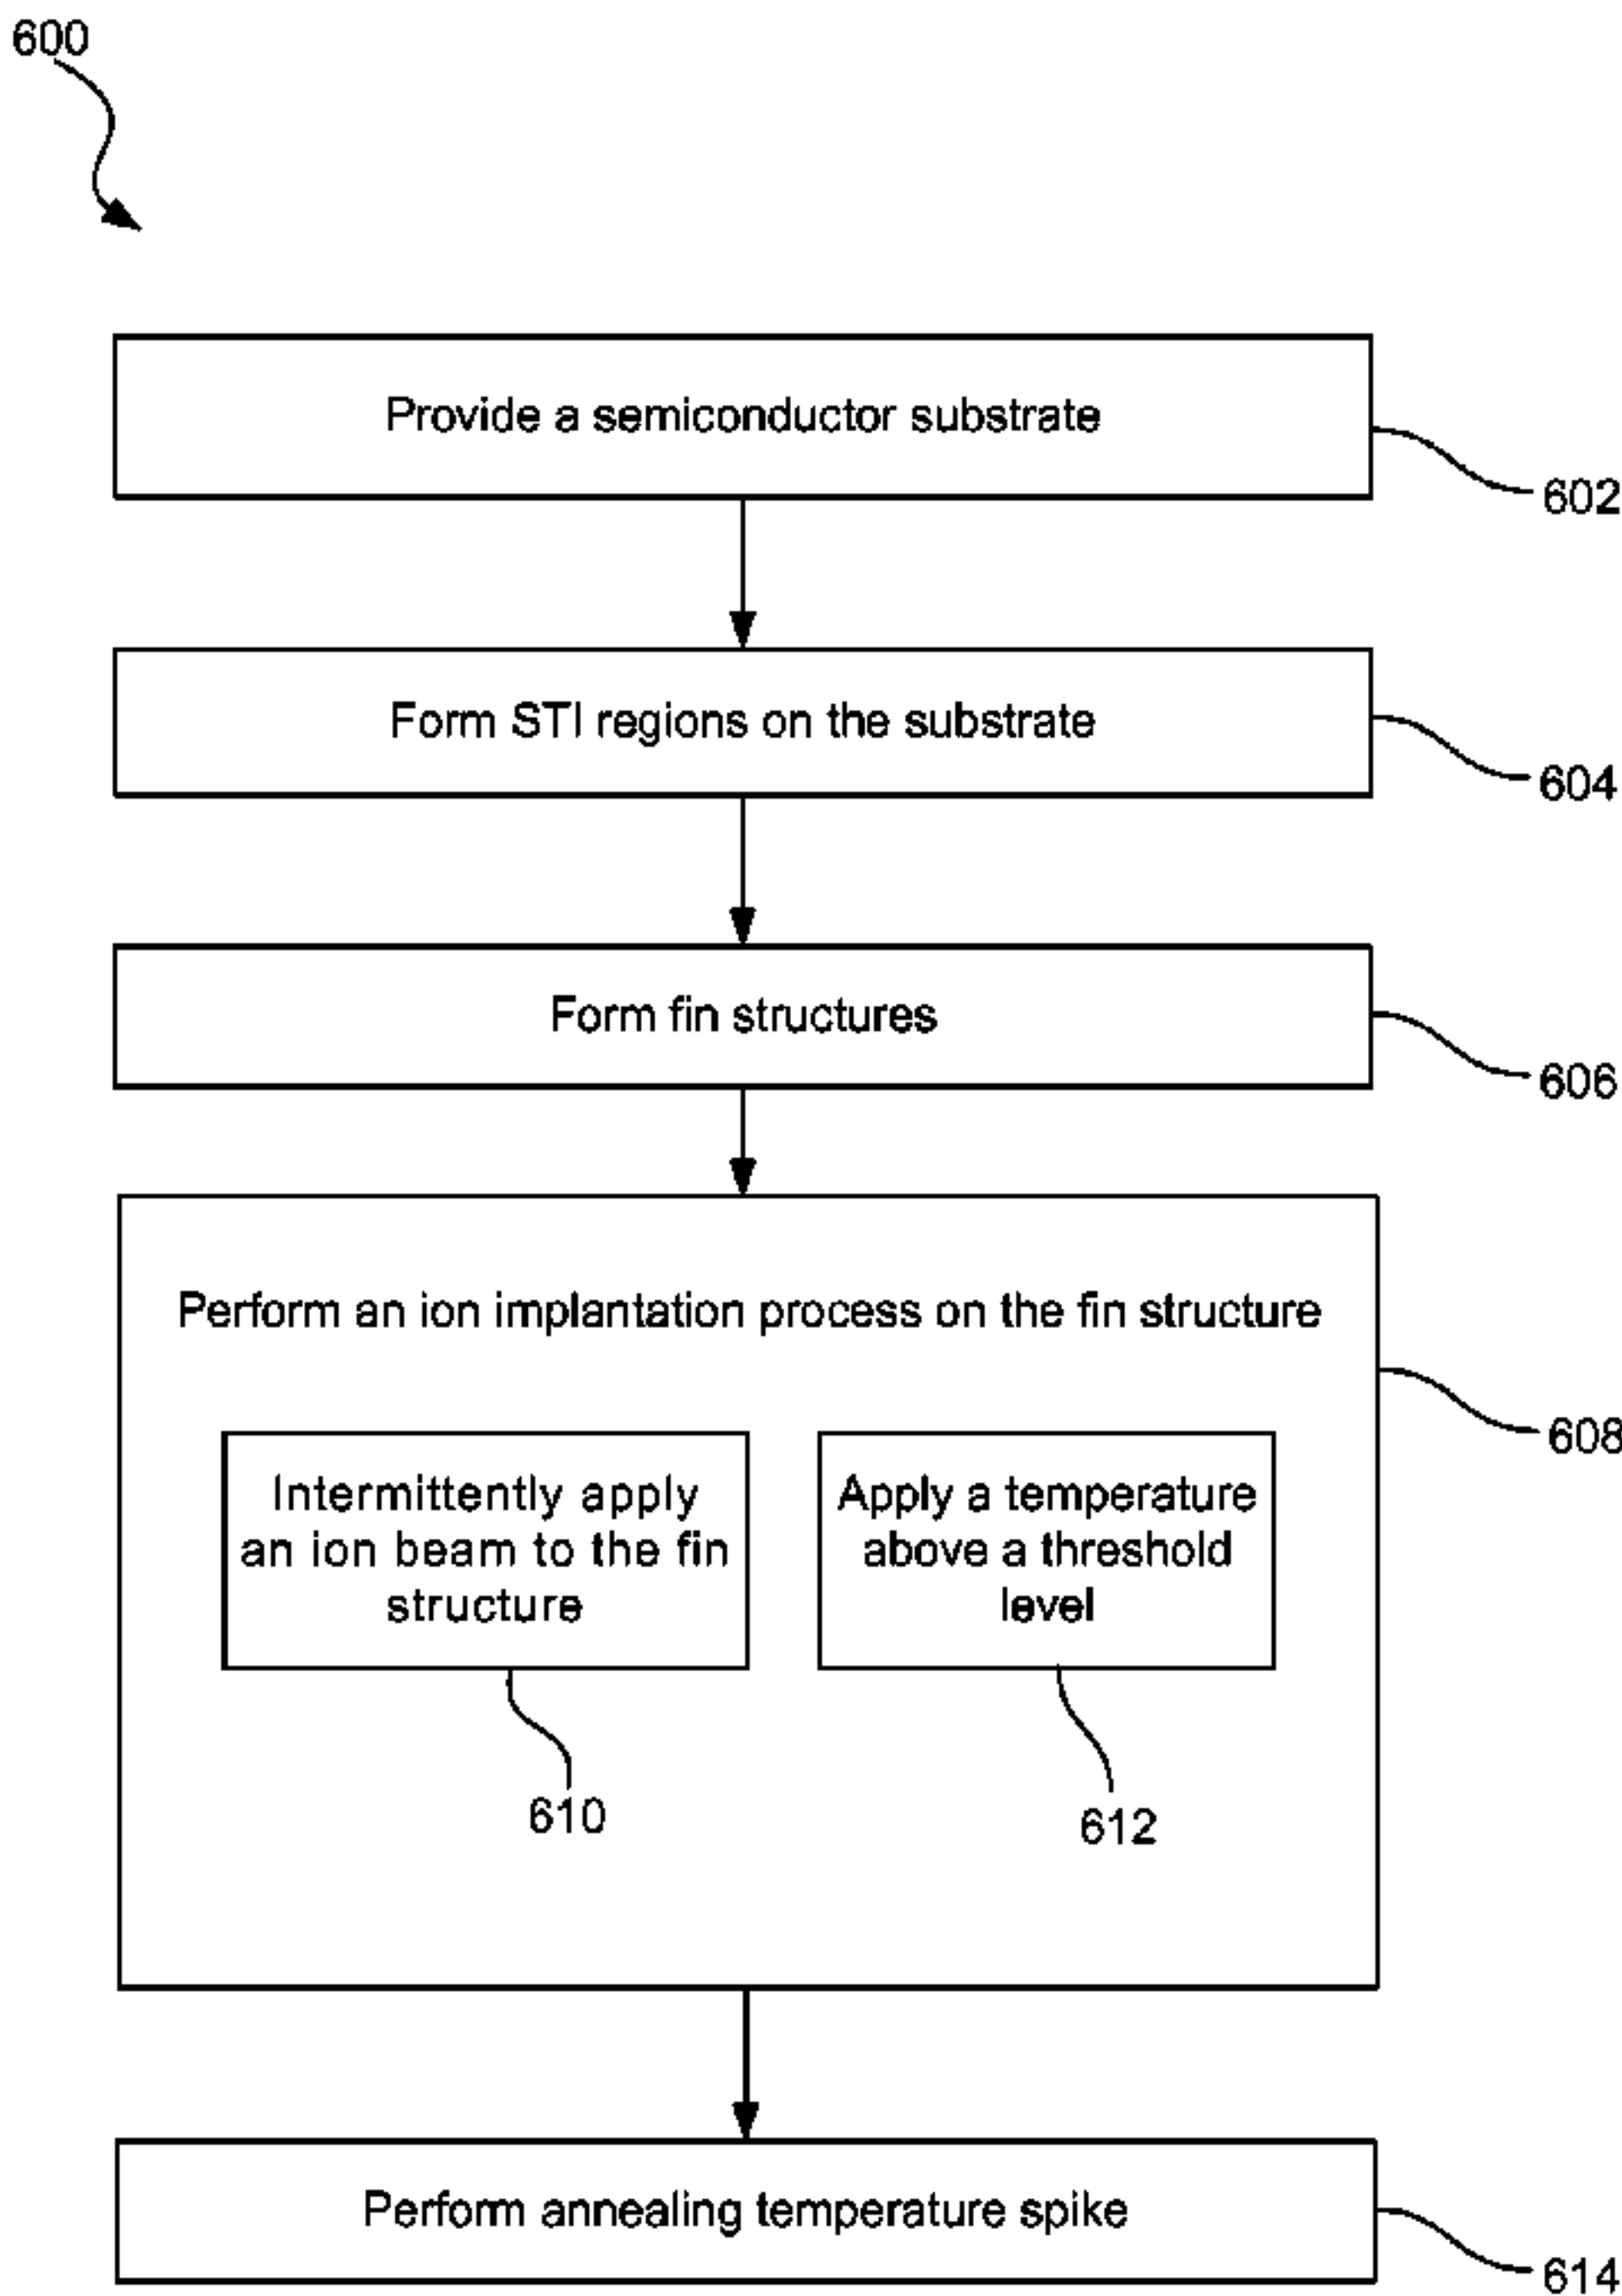 600
Provide a semiconductor substrate
602
Form STI regions on the substrate
604
Form fin structures
606
Perform an ion implantation process on the fin structure
608
Intermittently apply
an ion beam to the fin
structure
610
Apply a temperature
above a threshold
level
612
Perform annealing temperature spike
614